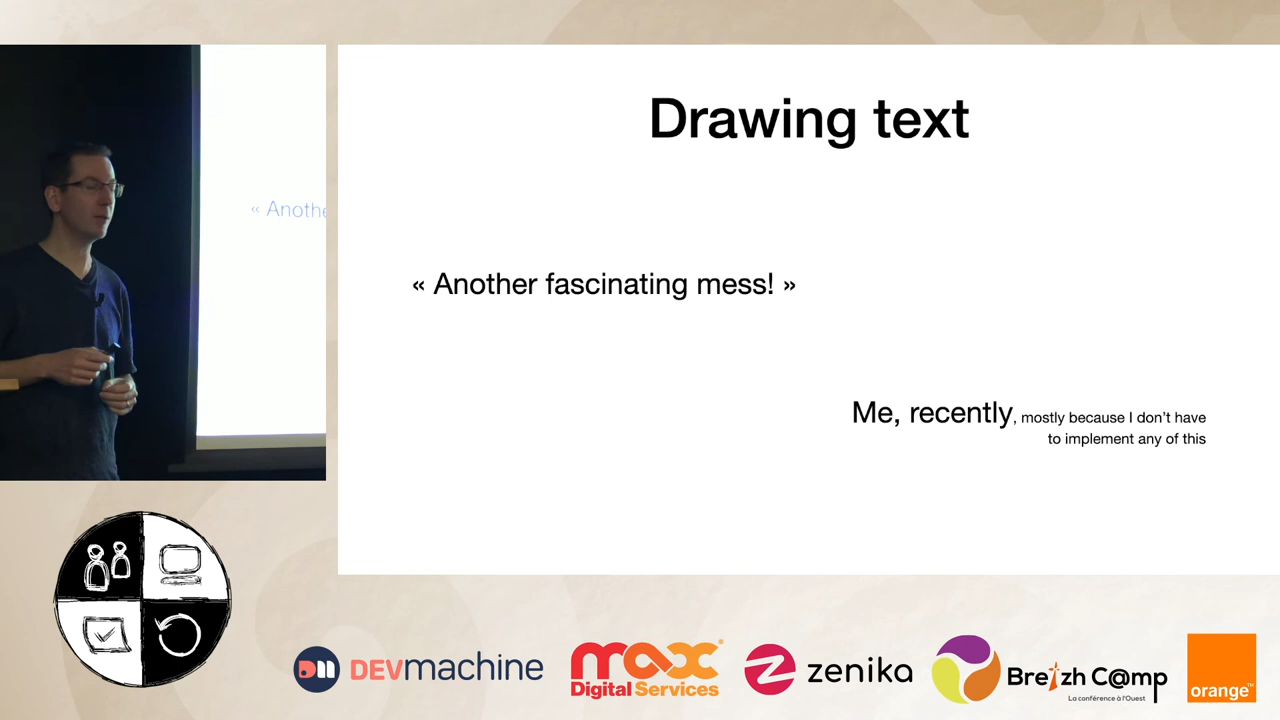 Drawing text
« Anothe
« Another fascinating mess! »
Me, recently, mostly because I don't have
to implement any of this
DEVmachine
max
Digital Services
zenika
Breizh C@mp
La conférence à l'Ouest
orange™